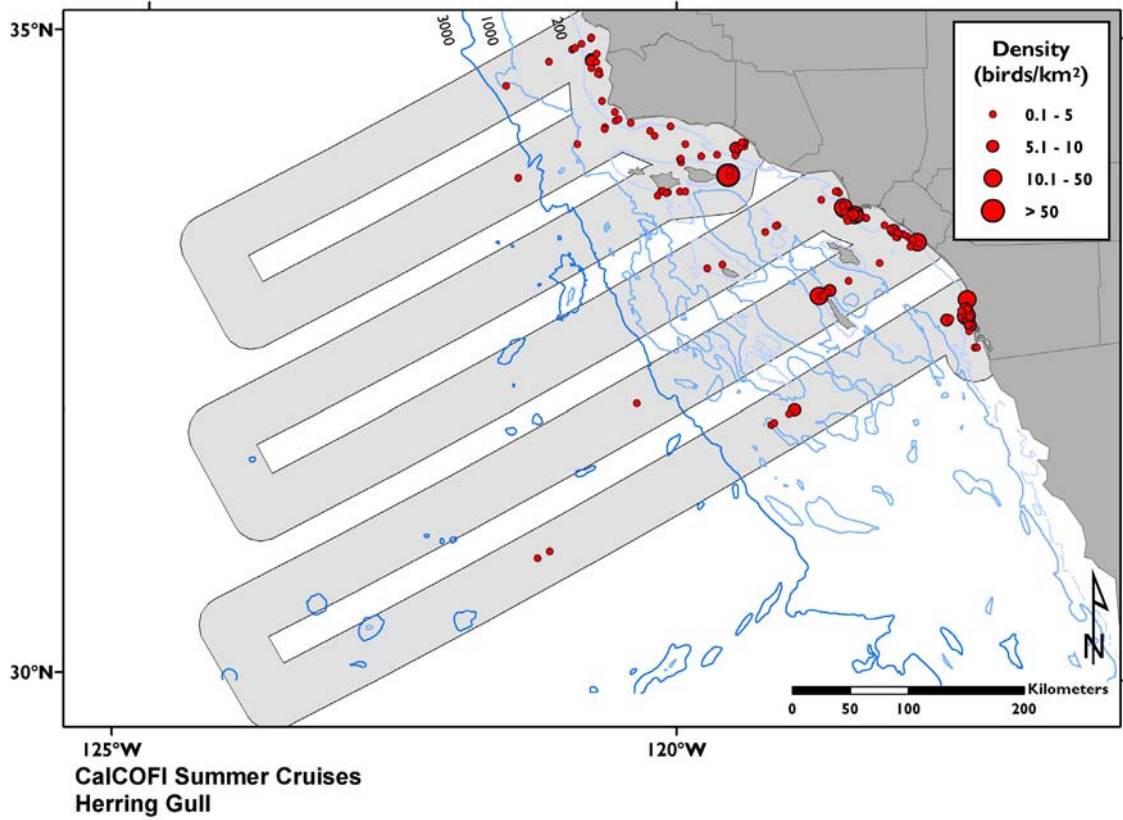 35°N
3000
1000
200
Density
(birds/km²)
0.1 - 5
5.1 - 10
10.1 - 50
> 50
N
30°N
Kilometers
0 50 100 200
125°W 120°W
CalCOFI Summer Cruises
Herring Gull